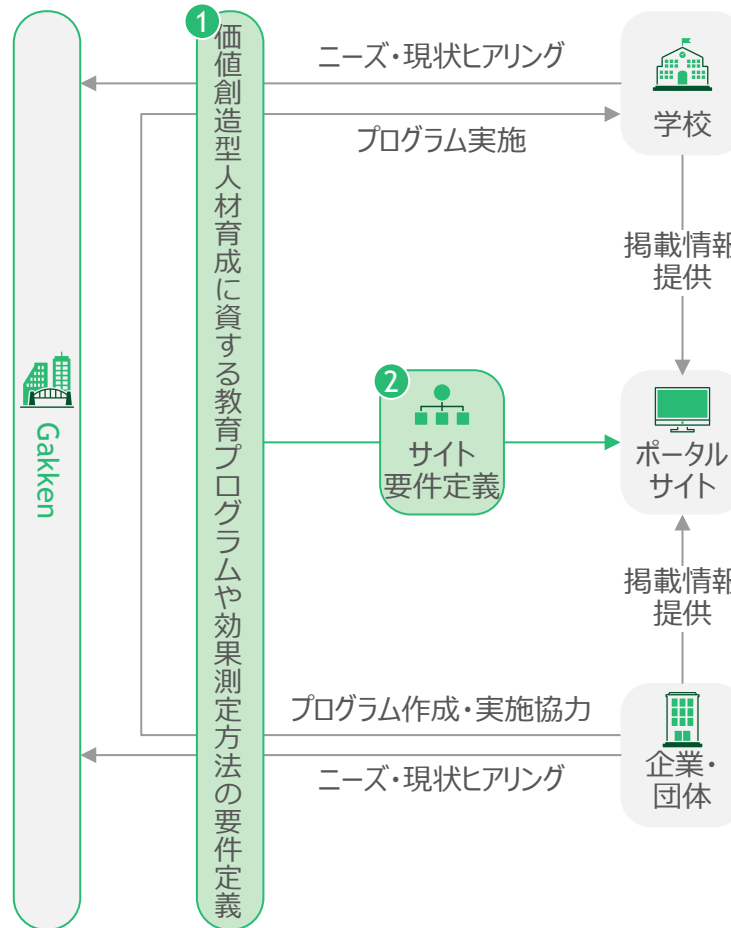 1
価値創造型人材育成に資する教育プログラムや効果測定方法の要件定義
ニーズ・現状ヒアリング
プログラム実施
学校
掲載情報
提供
Gakken
2
サイト
要件定義
ポータル
サイト
掲載情報
提供
プログラム作成・実施協力
ニーズ・現状ヒアリング
企業・
団体